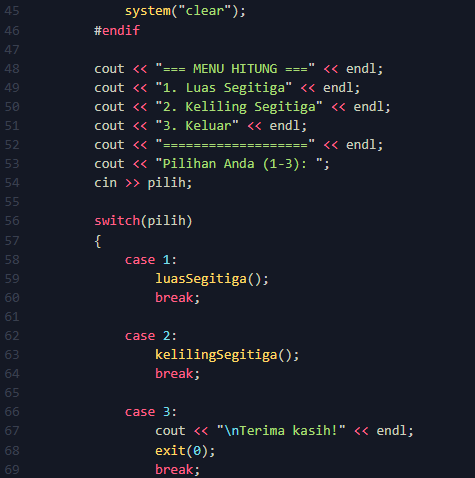 45 system("clear");
46 #endif
47
48 cout << "=== MENU HITUNG ===" << endl;
49 cout << "1. Luas Segitiga" << endl;
50 cout << "2. Keliling Segitiga" << endl;
51 cout << "3. Keluar" << endl;
52 cout << "===================" << endl;
53 cout << "Pilihan Anda (1-3): ";
54 cin >> pilih;
55
56 switch(pilih)
57 {
58 case 1:
59 luasSegitiga();
60 break;
61
62 case 2:
63 kelilingSegitiga();
64 break;
65
66 case 3:
67 cout << "\nTerima kasih!" << endl;
68 exit(0);
69 break;